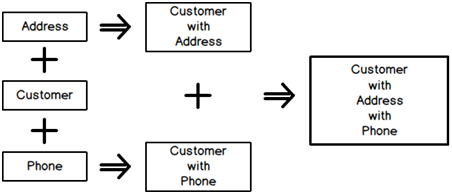 Address
Customer
with
Address
+
Customer
+
Customer
with
Address
with
Phone
+
Phone
Customer
with
Phone